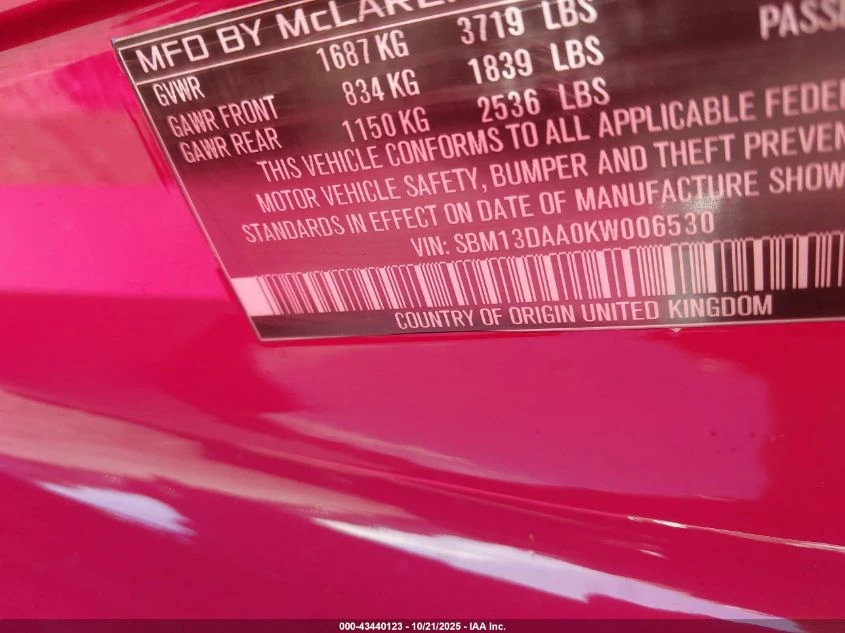 MFD BY McLARE
GVWR 1687 KG 3719 LBS PASS
GAWR FRONT 834 KG 1839 LBS
GAWR REAR 1150 KG 2536 LBS
THIS VEHICLE CONFORMS TO ALL APPLICABLE FEDER
MOTOR VEHICLE SAFETY, BUMPER AND THEFT PREVEN
STANDARDS IN EFFECT ON DATE OF MANUFACTURE SHOW
VIN: SBM13DAA0KW006530
COUNTRY OF ORIGIN UNITED KINGDOM
000-43440123 - 10/21/2025 - IAA Inc.